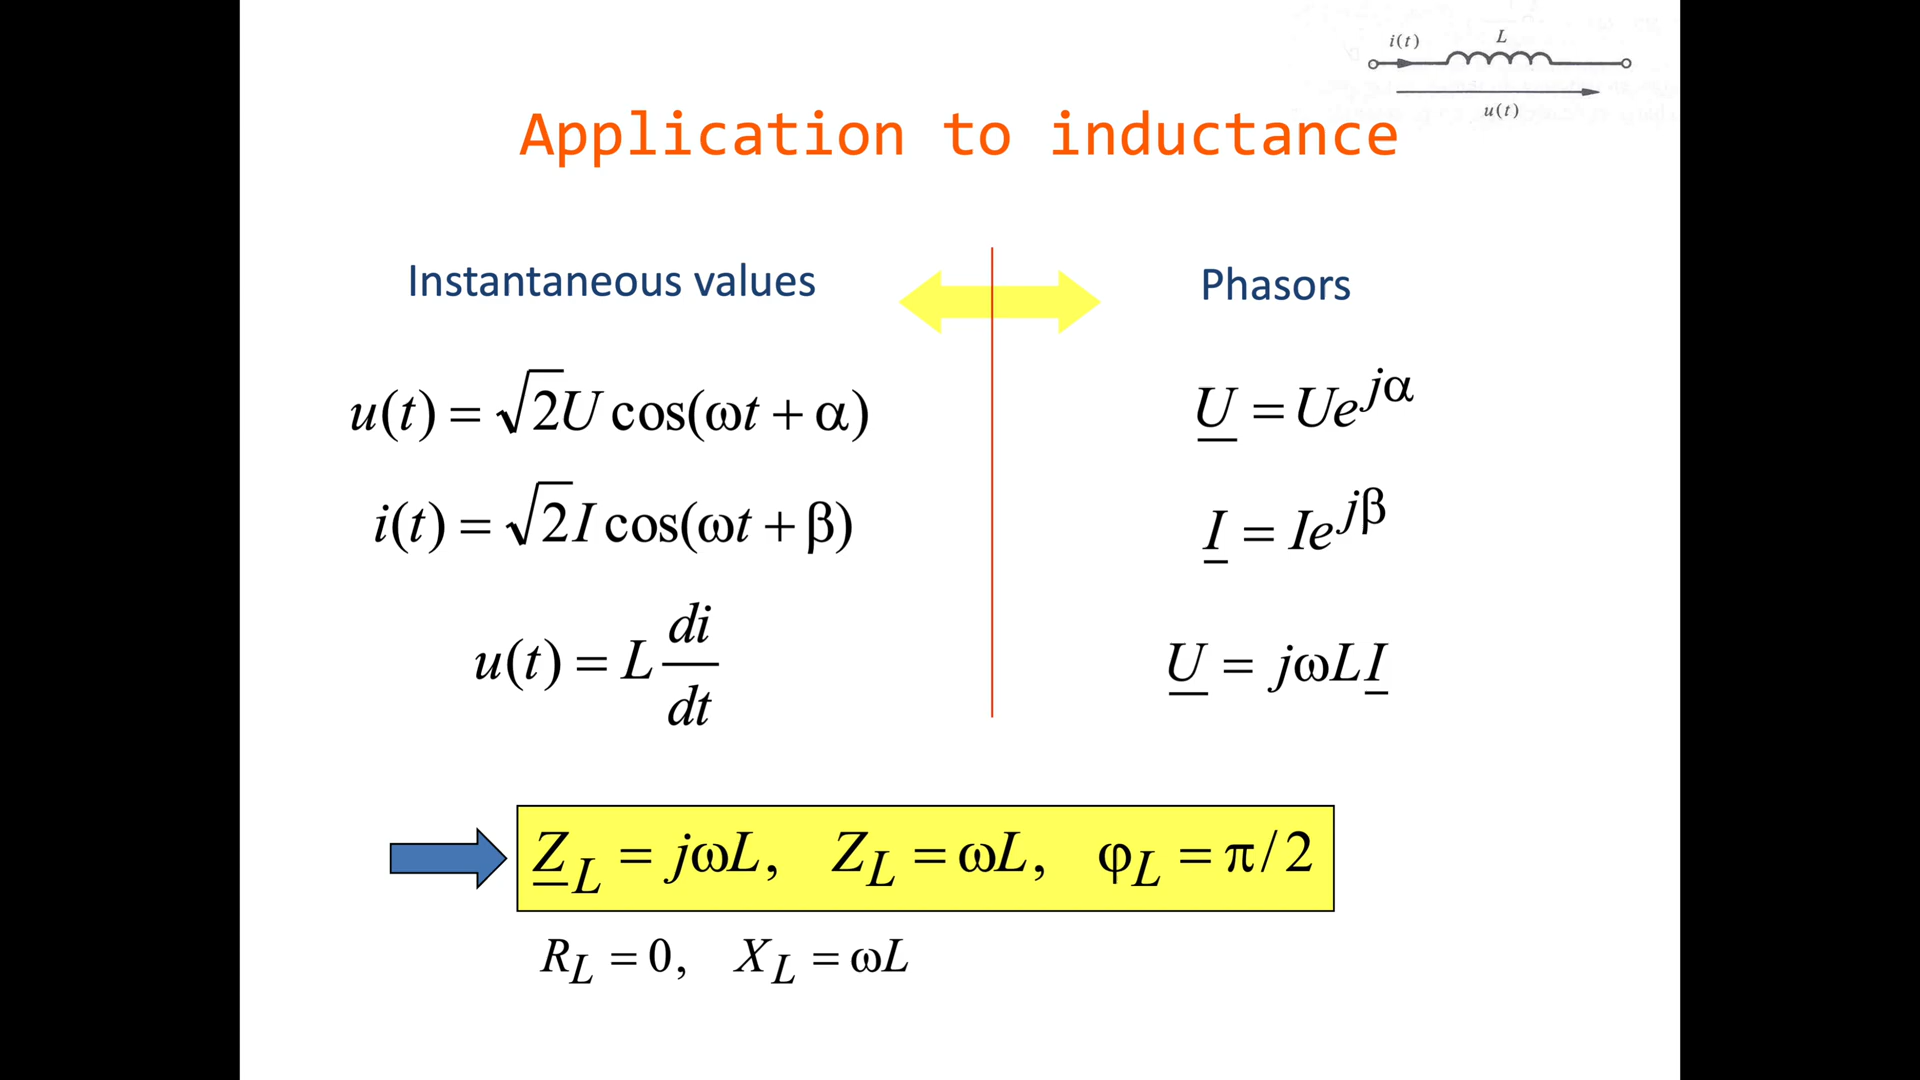 i(t) L
u(t)
Application to inductance
Instantaneous values
Phasors
u(t) = √2U cos(ωt + α)
U = Ue^{jα}
i(t) = √2I cos(ωt + β)
I = Ie^{jβ}
u(t) = L di/dt
U = jωLI
Z_L = jωL, Z_L = ωL, φ_L = π/2
R_L = 0, X_L = ωL